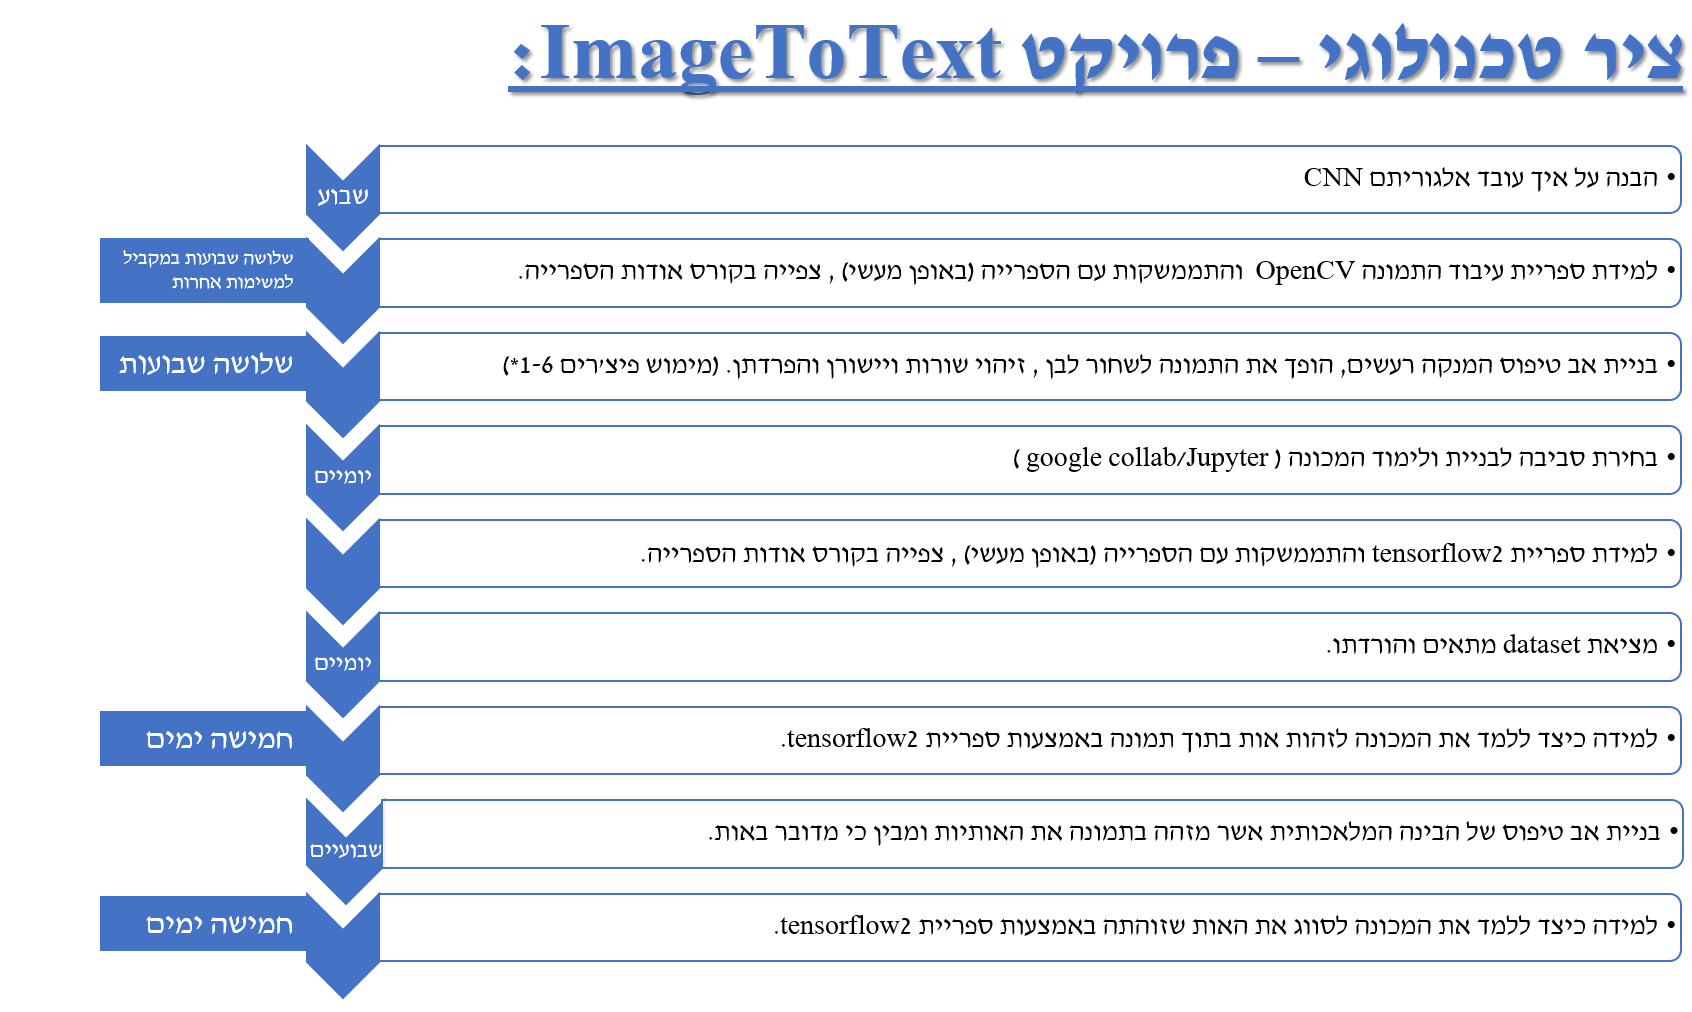 ציר טכנולוגי – פרויקט ImageToText:
• הבנה על איך עובד אלגוריתם CNN
שבוע
• למידת ספריית עיבוד התמונה OpenCV והתממשקות עם הספרייה (באופן מעשי) , צפייה בקורס אודות הספרייה.
שלושה שבועות במקביל
למשימות אחרות
• בניית אב טיפוס המנקה רעשים, הופך את התמונה לשחור לבן , זיהוי שורות ויישורן והפרדתן. (מימוש פיצ'רים 1-6*)
שלושה שבועות
• בחירת סביבה לבניית ולימוד המכונה ( google collab/Jupyter )
יומיים
• למידת ספריית tensorflow2 והתממשקות עם הספרייה (באופן מעשי) , צפייה בקורס אודות הספרייה.
• מציאת dataset מתאים והורדתו.
יומיים
• למידה כיצד ללמד את המכונה לזהות אות בתוך תמונה באמצעות ספריית tensorflow2.
חמישה ימים
• בניית אב טיפוס של הבינה המלאכותית אשר מזהה בתמונה את האותיות ומבין כי מדובר באות.
שבועיים
• למידה כיצד ללמד את המכונה לסווג את האות שזוהתה באמצעות ספריית tensorflow2.
חמישה ימים